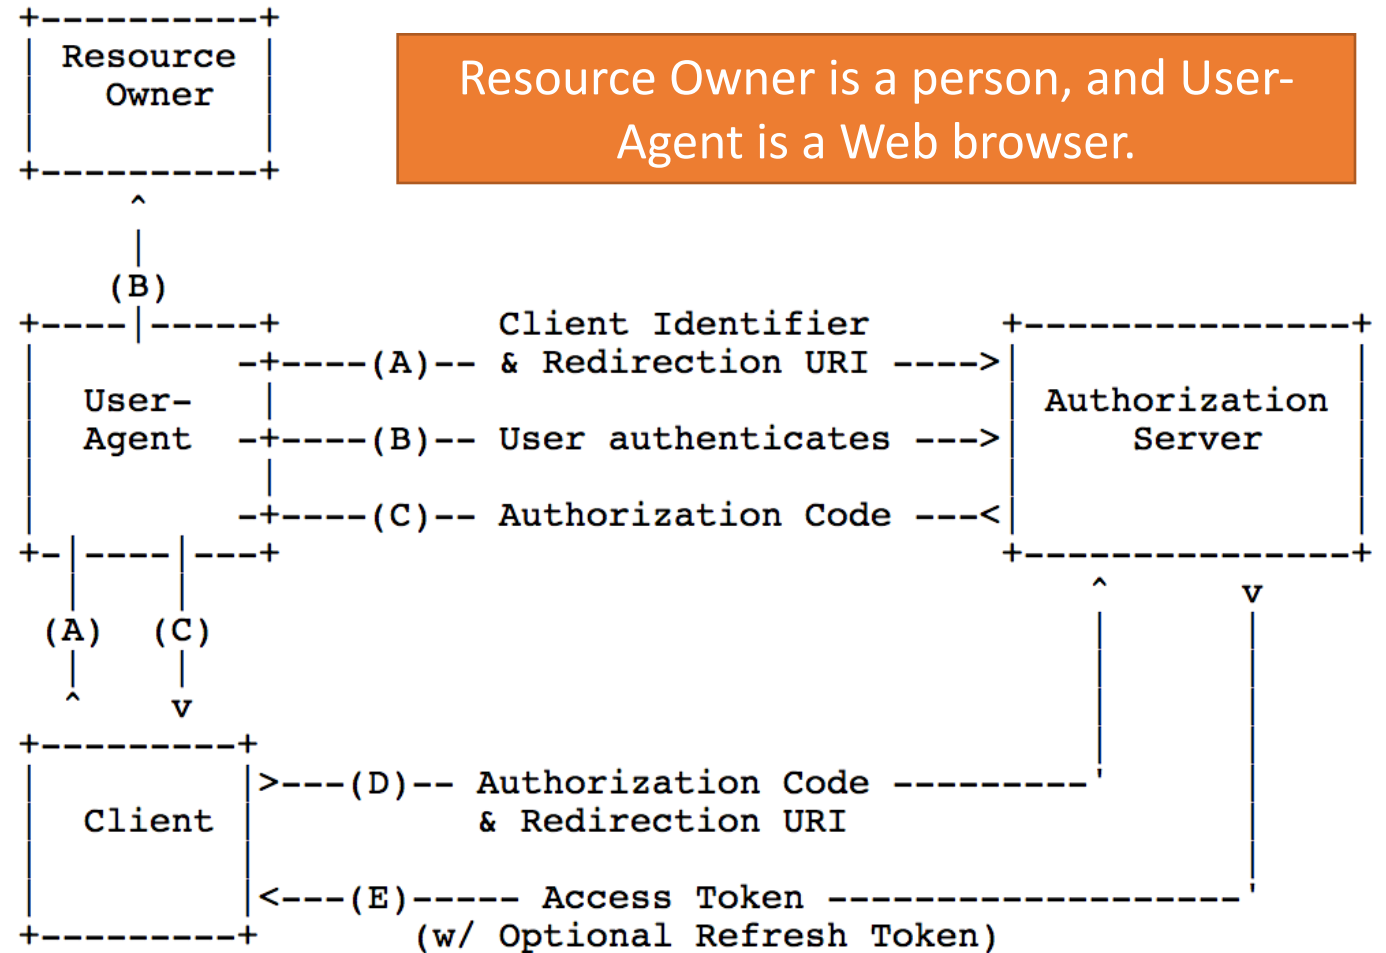 +----------+
| Resource |
|   Owner  |
|          |
+----------+
Resource Owner is a person, and User-
Agent is a Web browser.
     ^
     |
    (B)
+----|-----+          Client Identifier      +---------------+
|         -+----(A)-- & Redirection URI ---->|               |
|  User-   |                                 | Authorization |
|  Agent  -+----(B)-- User authenticates --->|     Server    |
|          |                                 |               |
|         -+----(C)-- Authorization Code ---<|               |
+-|----|---+                                 +---------------+
  |    |                                         ^      v
 (A)  (C)                                        |      |
  |    |                                         |      |
  ^    v                                         |      |
+---------+                                      |      |
|         |>---(D)-- Authorization Code ---------'      |
|  Client |          & Redirection URI                  |
|         |                                             |
|         |<---(E)----- Access Token -------------------'
+---------+       (w/ Optional Refresh Token)